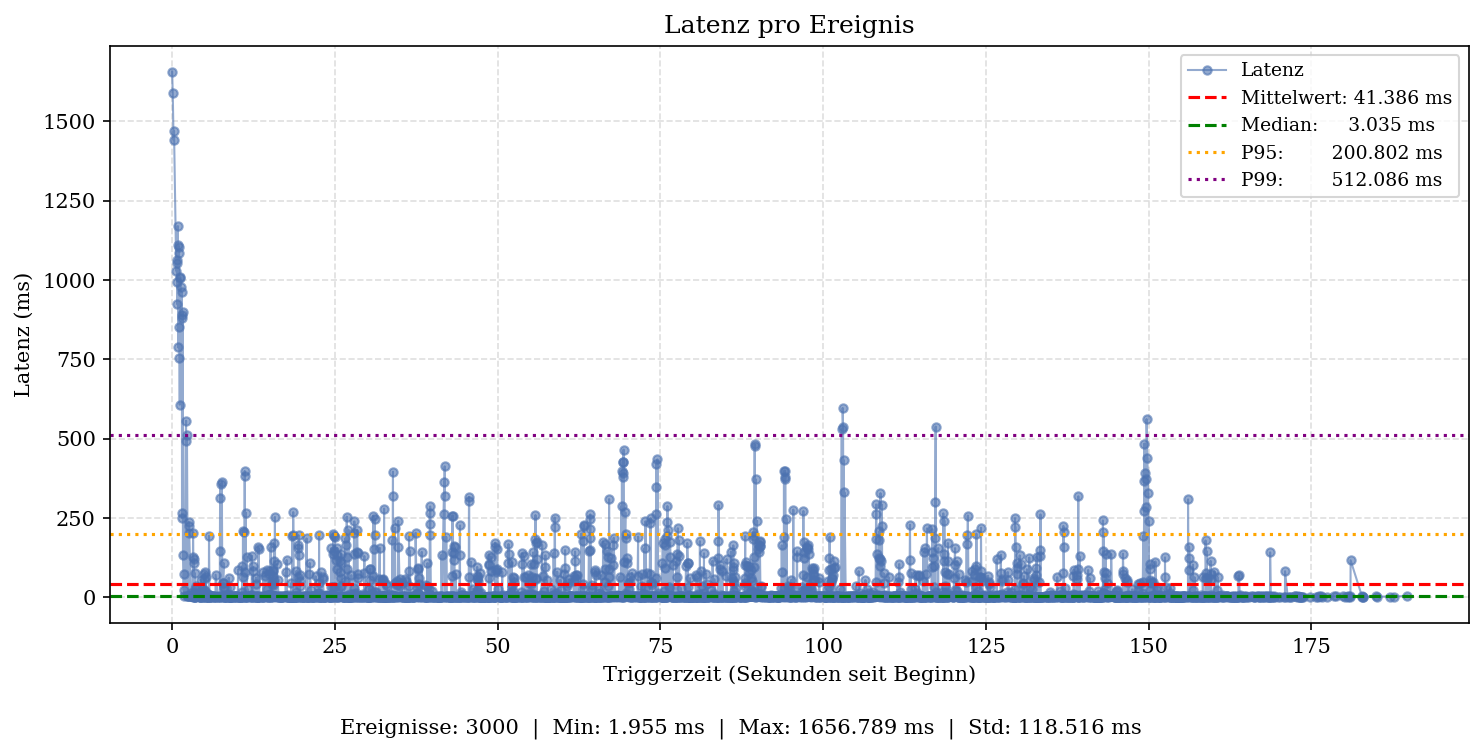 Latenz pro Ereignis
Latenz
Mittelwert: 41.386 ms
Median: 3.035 ms
P95: 200.802 ms
P99: 512.086 ms
Latenz (ms)
1500
1250
1000
750
500
250
0
0 25 50 75 100 125 150 175
Triggerzeit (Sekunden seit Beginn)
Ereignisse: 3000 | Min: 1.955 ms | Max: 1656.789 ms | Std: 118.516 ms